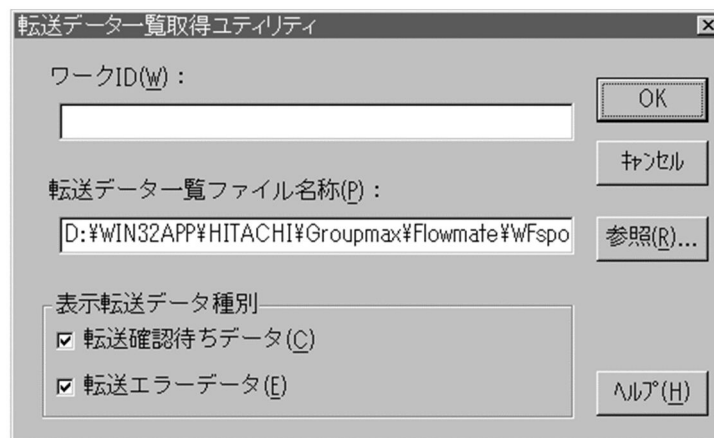 転送データ一覧取得ユティリティ
ワークID(W)：
OK
キャンセル
転送データ一覧ファイル名称(P)：
D:¥WIN32APP¥HITACHI¥Groupmax¥Flowmate¥WFspo
参照(R)...
表示転送データ種別
転送確認待ちデータ(C)
転送エラーデータ(E)
ヘルプ(H)